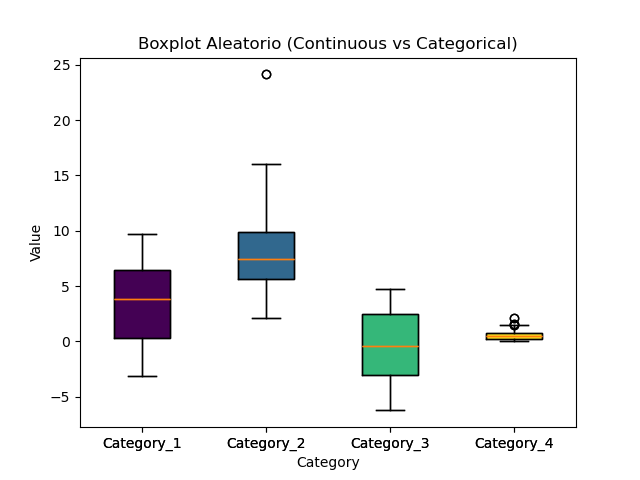 Boxplot Aleatorio (Continuous vs Categorical)
25
20
15
10
5
0
−5
Value
Category_1 Category_2 Category_3 Category_4
Category